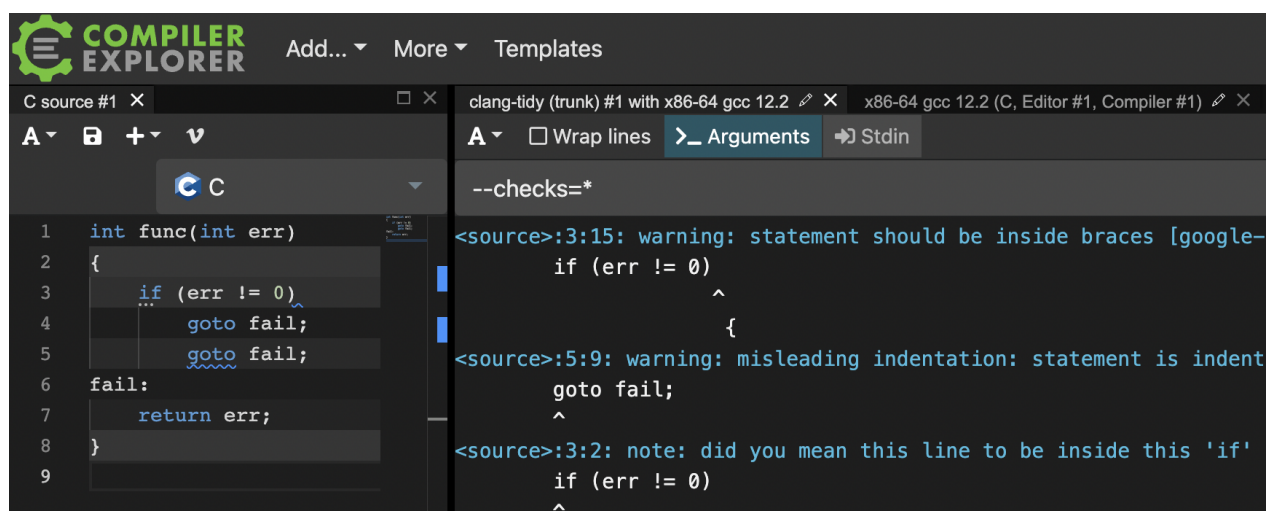 COMPILER
EXPLORER
Add... More Templates
C source #1
A
C
1 int func(int err)
2 {
3 if (err != 0)
4 goto fail;
5 goto fail;
6 fail:
7 return err;
8 }
9
clang-tidy (trunk) #1 with x86-64 gcc 12.2 x86-64 gcc 12.2 (C, Editor #1, Compiler #1)
A Wrap lines >_ Arguments Stdin
--checks=*
<source>:3:15: warning: statement should be inside braces [google-
if (err != 0)
^
{
<source>:5:9: warning: misleading indentation: statement is indent
goto fail;
^
<source>:3:2: note: did you mean this line to be inside this 'if'
if (err != 0)
^